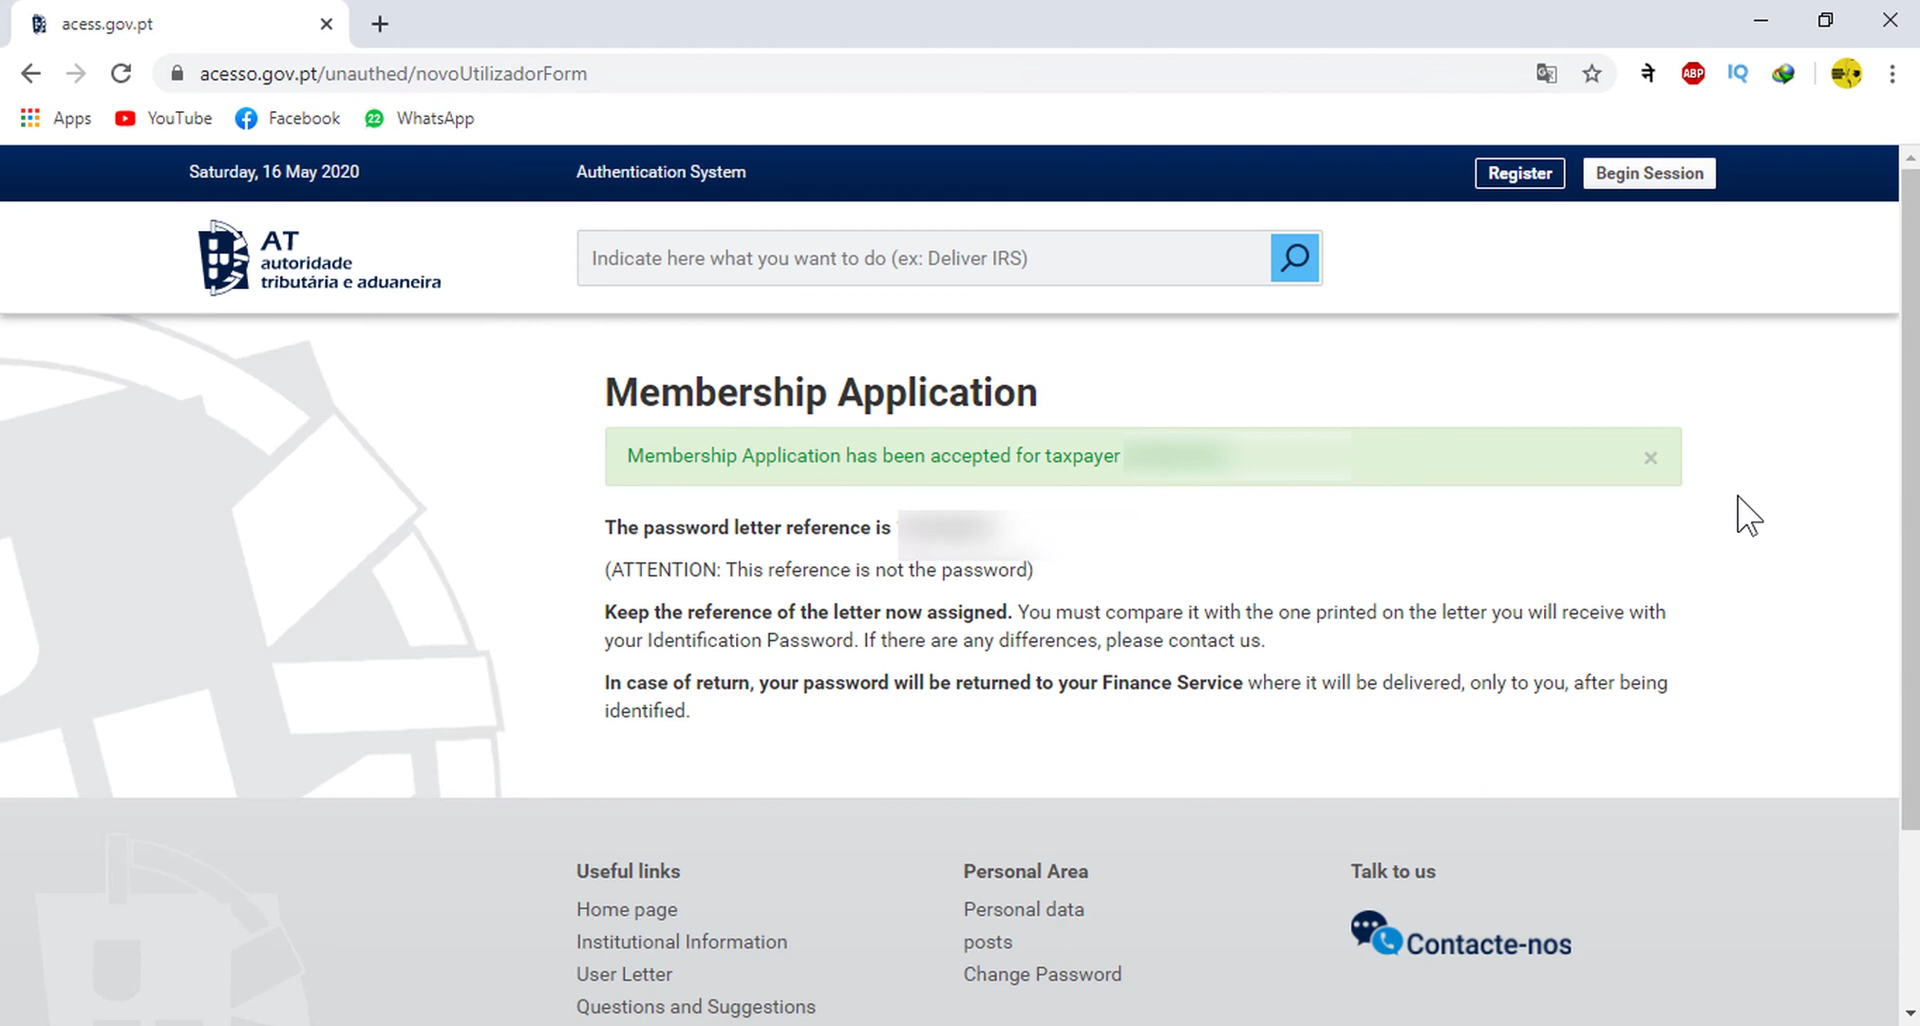 acess.gov.pt
acesso.gov.pt/unauthed/novoUtilizadorForm
ने
ABP
IQ
Apps
YouTube
Facebook
22
WhatsApp
Saturday, 16 May 2020
Authentication System
Register
Begin Session
AT
autoridade
tributária e aduaneira
Indicate here what you want to do (ex: Deliver IRS)
Membership Application
Membership Application has been accepted for taxpayer
The password letter reference is
(ATTENTION: This reference is not the password)
Keep the reference of the letter now assigned. You must compare it with the one printed on the letter you will receive with
your Identification Password. If there are any differences, please contact us.
In case of return, your password will be returned to your Finance Service where it will be delivered, only to you, after being
identified.
Useful links
Home page
Institutional Information
User Letter
Questions and Suggestions
Personal Area
Personal data
posts
Change Password
Talk to us
Contacte-nos